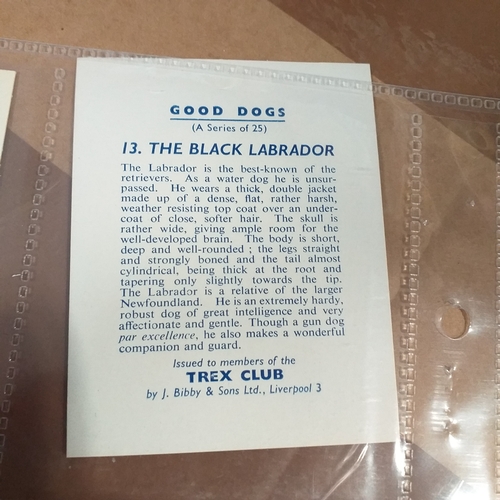 GOOD DOGS
(A Series of 25)
13. THE BLACK LABRADOR
The Labrador is the best-known of the
retrievers. As a water dog he is unsur-
passed. He wears a thick, double jacket
made up of a dense, flat, rather harsh,
weather resisting top coat over an under-
coat of close, softer hair. The skull is
rather wide, giving ample room for the
well-developed brain. The body is short,
deep and well-rounded; the legs straight
and strongly boned and the tail almost
cylindrical, being thick at the root and
tapering only slightly towards the tip.
The Labrador is a relative of the larger
Newfoundland. He is an extremely hardy,
robust dog of great intelligence and very
affectionate and gentle. Though a gun dog
par excellence, he also makes a wonderful
companion and guard.
Issued to members of the
TREX CLUB
by J. Bibby & Sons Ltd., Liverpool 3